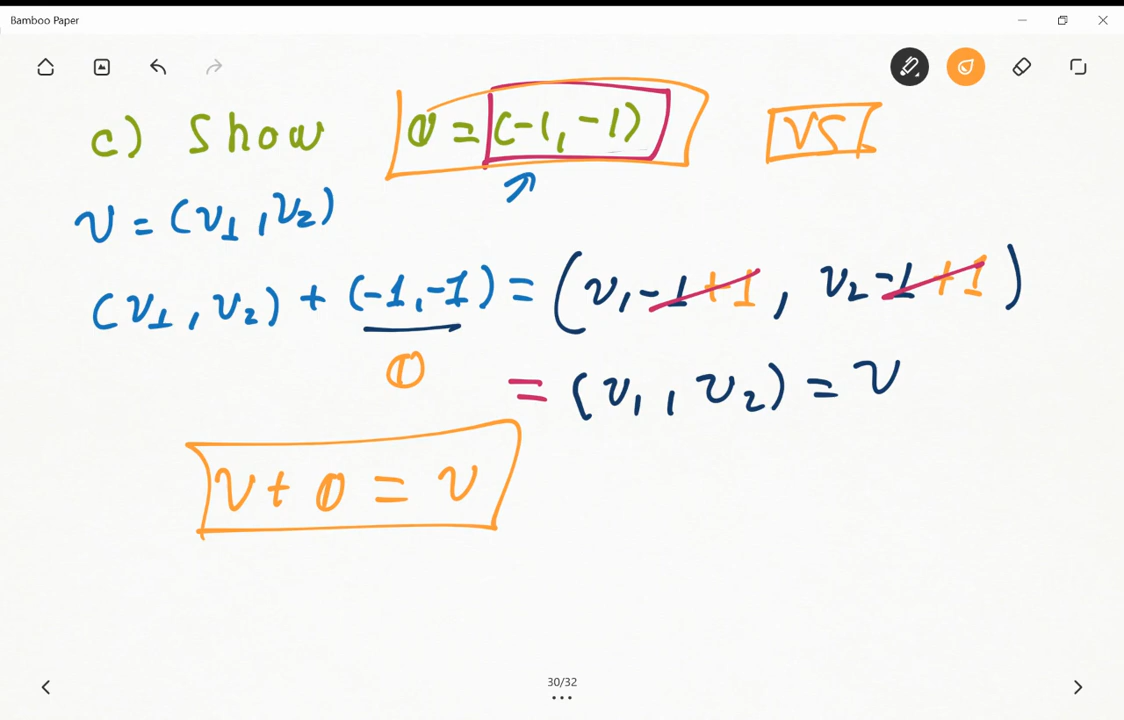 Bamboo Paper
c) Show 0 = (-1, -1) VS
v = (v1, v2)
(v1, v2) + (-1, -1) = (v1 -1 +1, v2 -1 +1)
0
= (v1, v2) = v
v + 0 = v
30/32